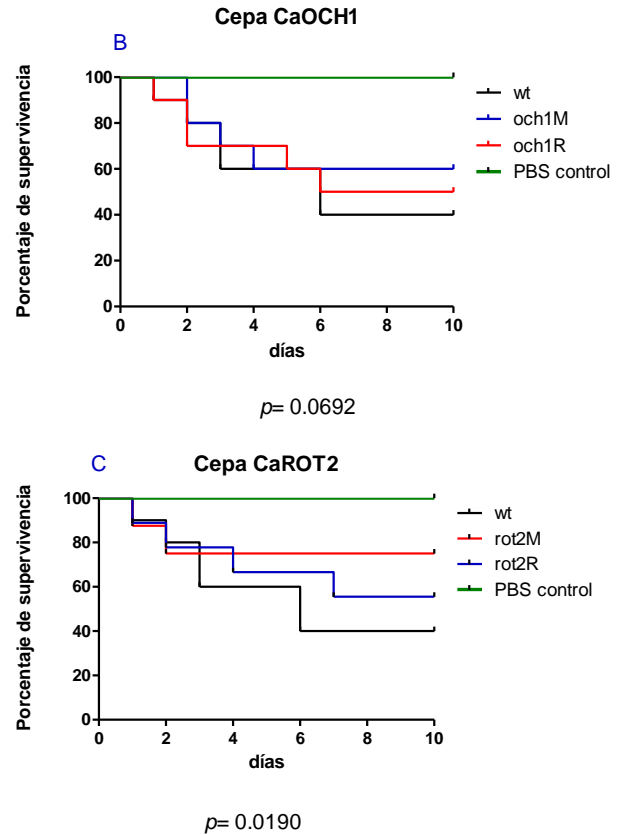 Cepa CaOCH1
B
Porcentaje de supervivencia
100
80
60
40
20
0
0 2 4 6 8 10
días
wt
och1M
och1R
PBS control
p= 0.0692
C
Cepa CaROT2
Porcentaje de supervivencia
100
80
60
40
20
0
0 2 4 6 8 10
días
wt
rot2M
rot2R
PBS control
p= 0.0190